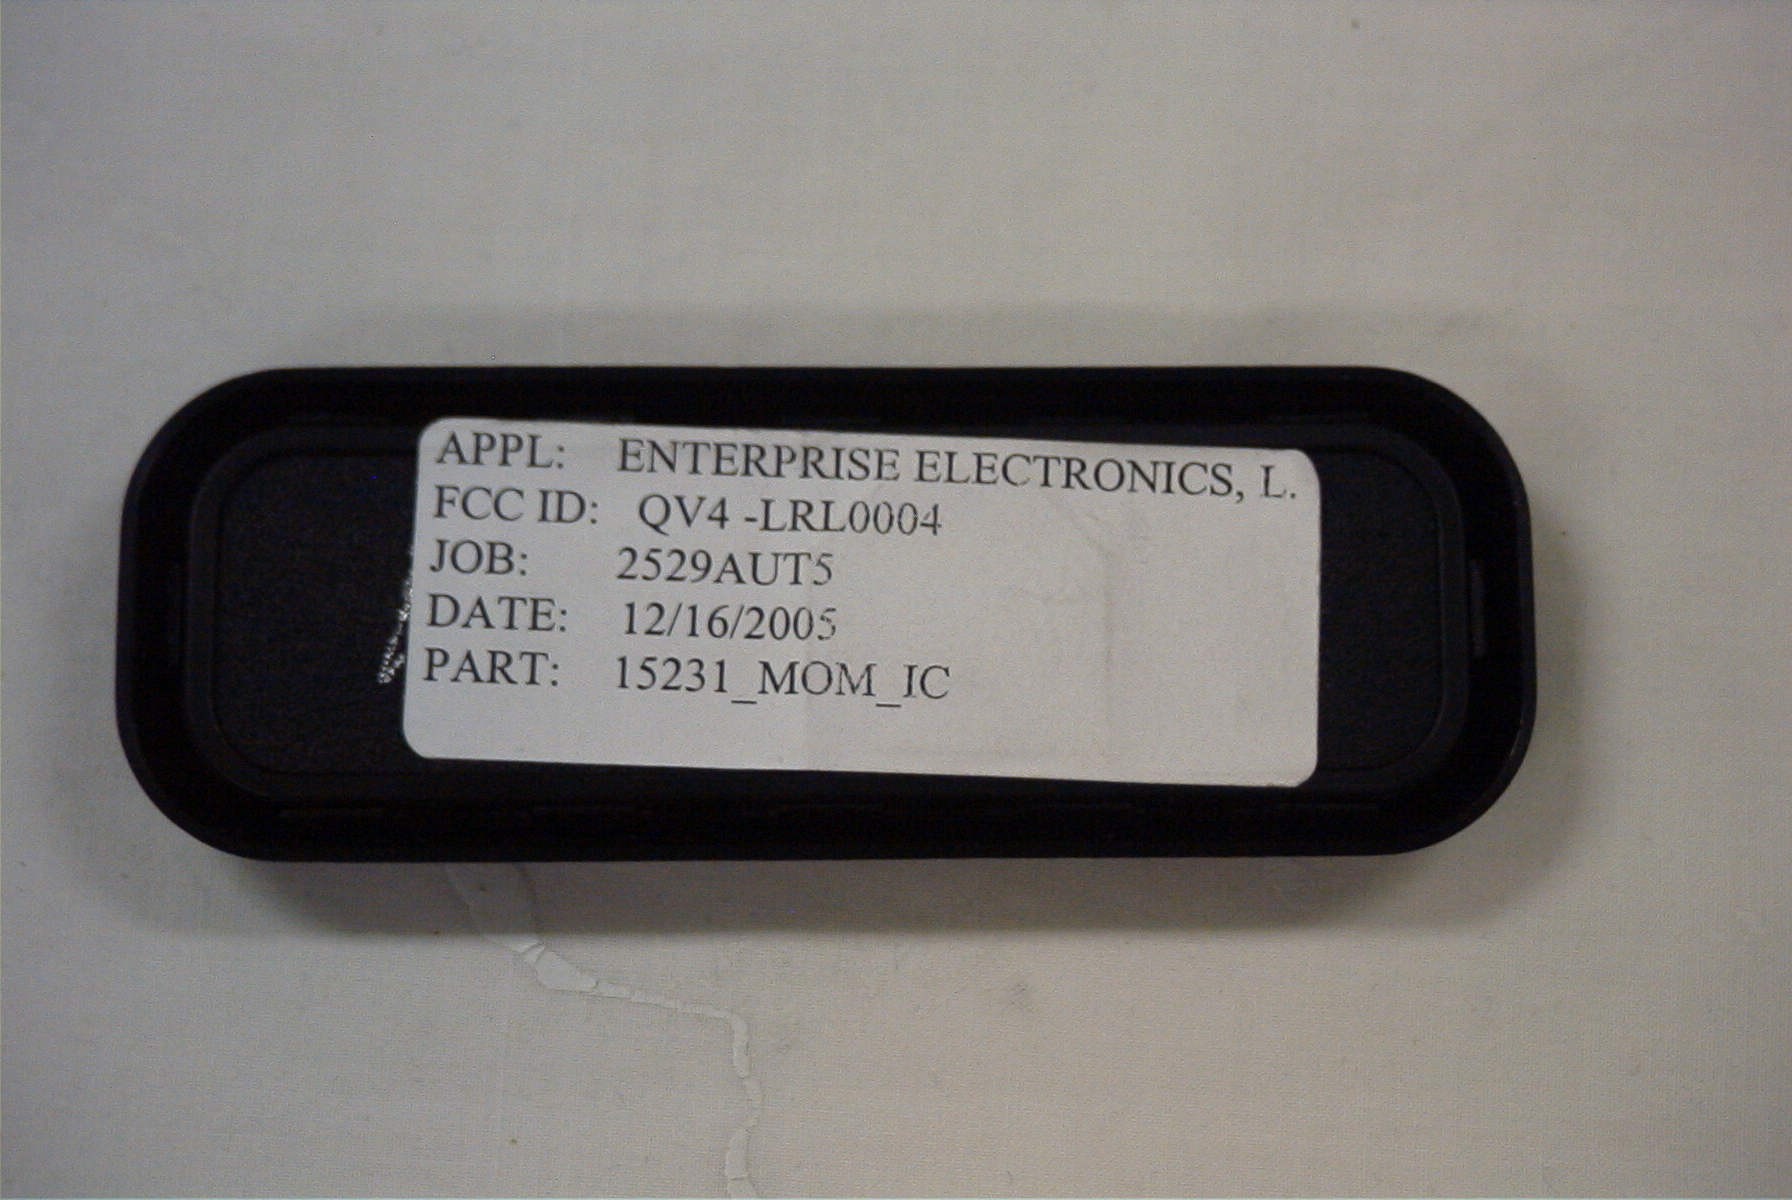 APPL: ENTERPRISE ELECTRONICS, L.
FCC ID: QV4 -LRL0004
JOB: 2529AUT5
DATE: 12/16/2005
PART: 15231_MOM_IC